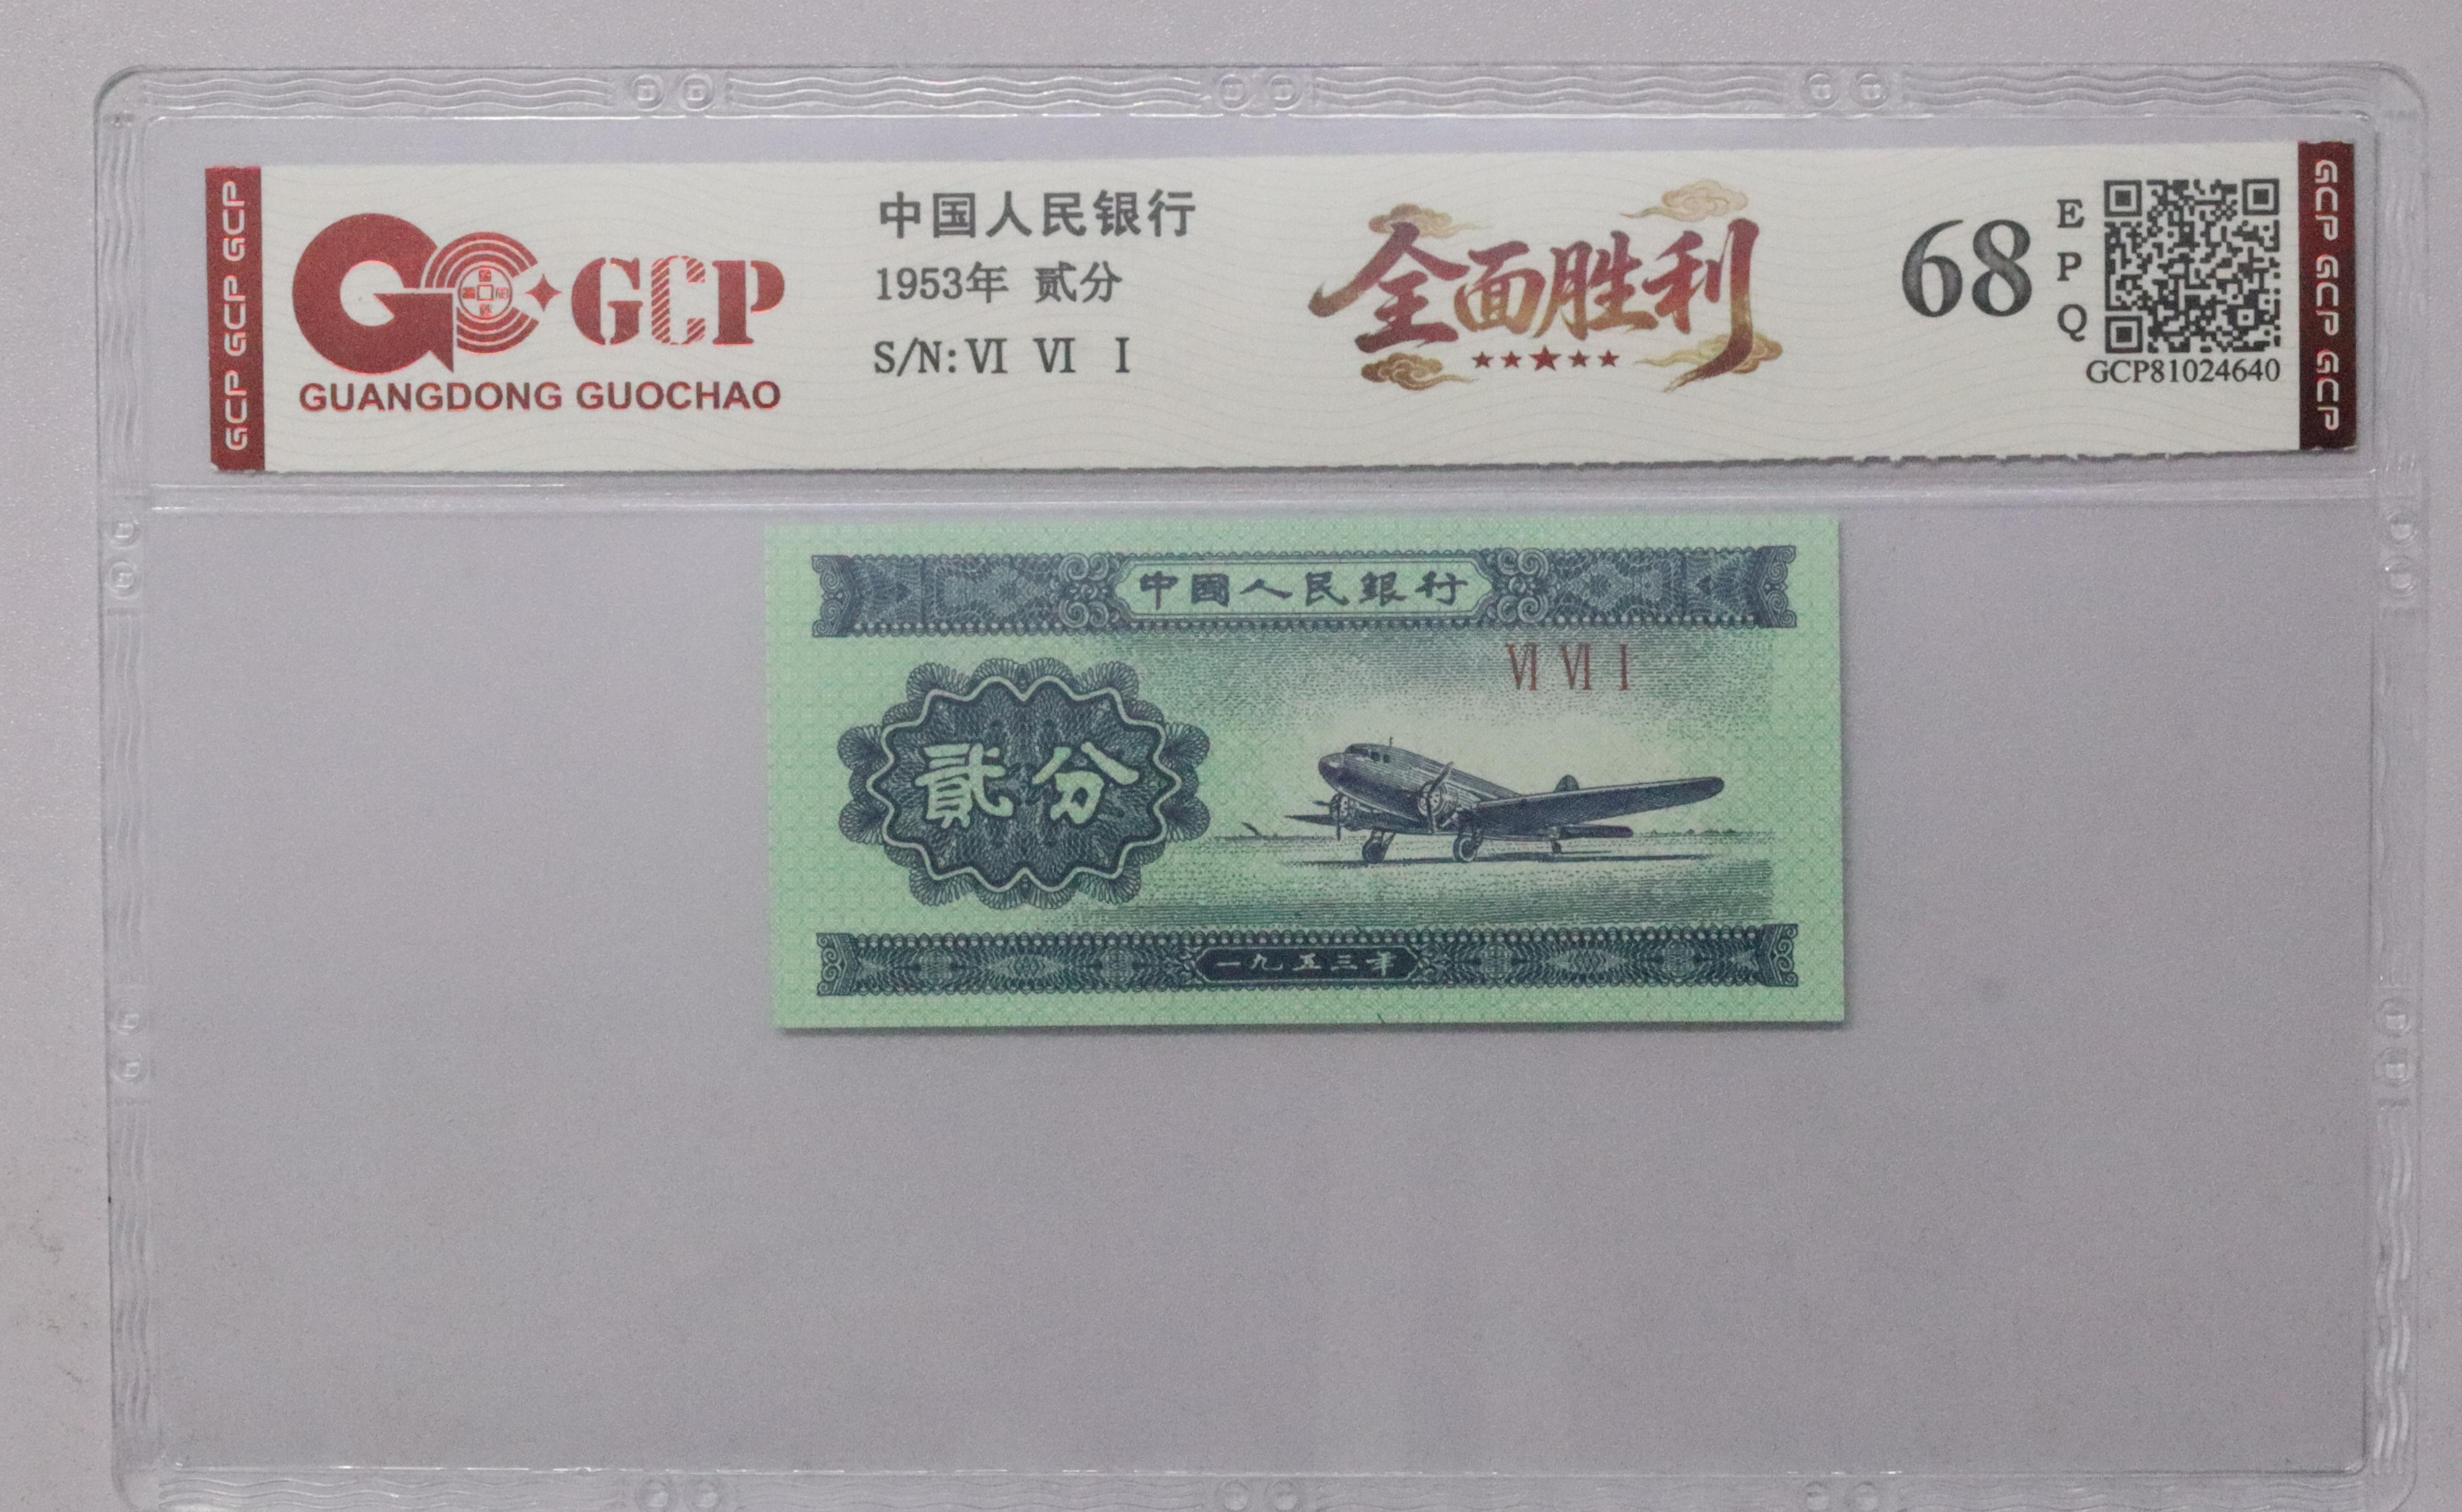 GCP GCP GCP
GCP
GUANGDONG GUOCHAO
中国人民银行
1953年 贰分
S/N: VI VI I
全面胜利
68
E
P
Q
GCP81024640
GCP GCP GCP
中國人民銀行
VI VI I
貳分
一九五三年